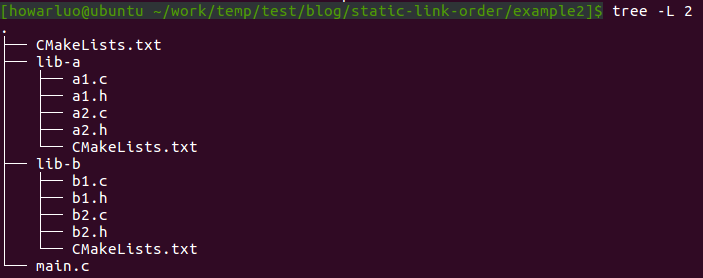 [howarluo@ubuntu ~/work/temp/test/blog/static-link-order/example2]$ tree -L 2
.
├── CMakeLists.txt
├── lib-a
│   ├── a1.c
│   ├── a1.h
│   ├── a2.c
│   ├── a2.h
│   └── CMakeLists.txt
├── lib-b
│   ├── b1.c
│   ├── b1.h
│   ├── b2.c
│   ├── b2.h
│   └── CMakeLists.txt
└── main.c